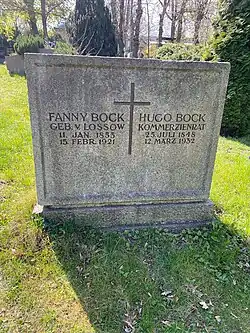 FANNY BOCK
GEB. V. LOSSOW
11. JAN. 1855
15. FEBR. 1921
HUGO BOCK
KOMMERZIENRAT
25. JULI 1848
12. MÄRZ 1932